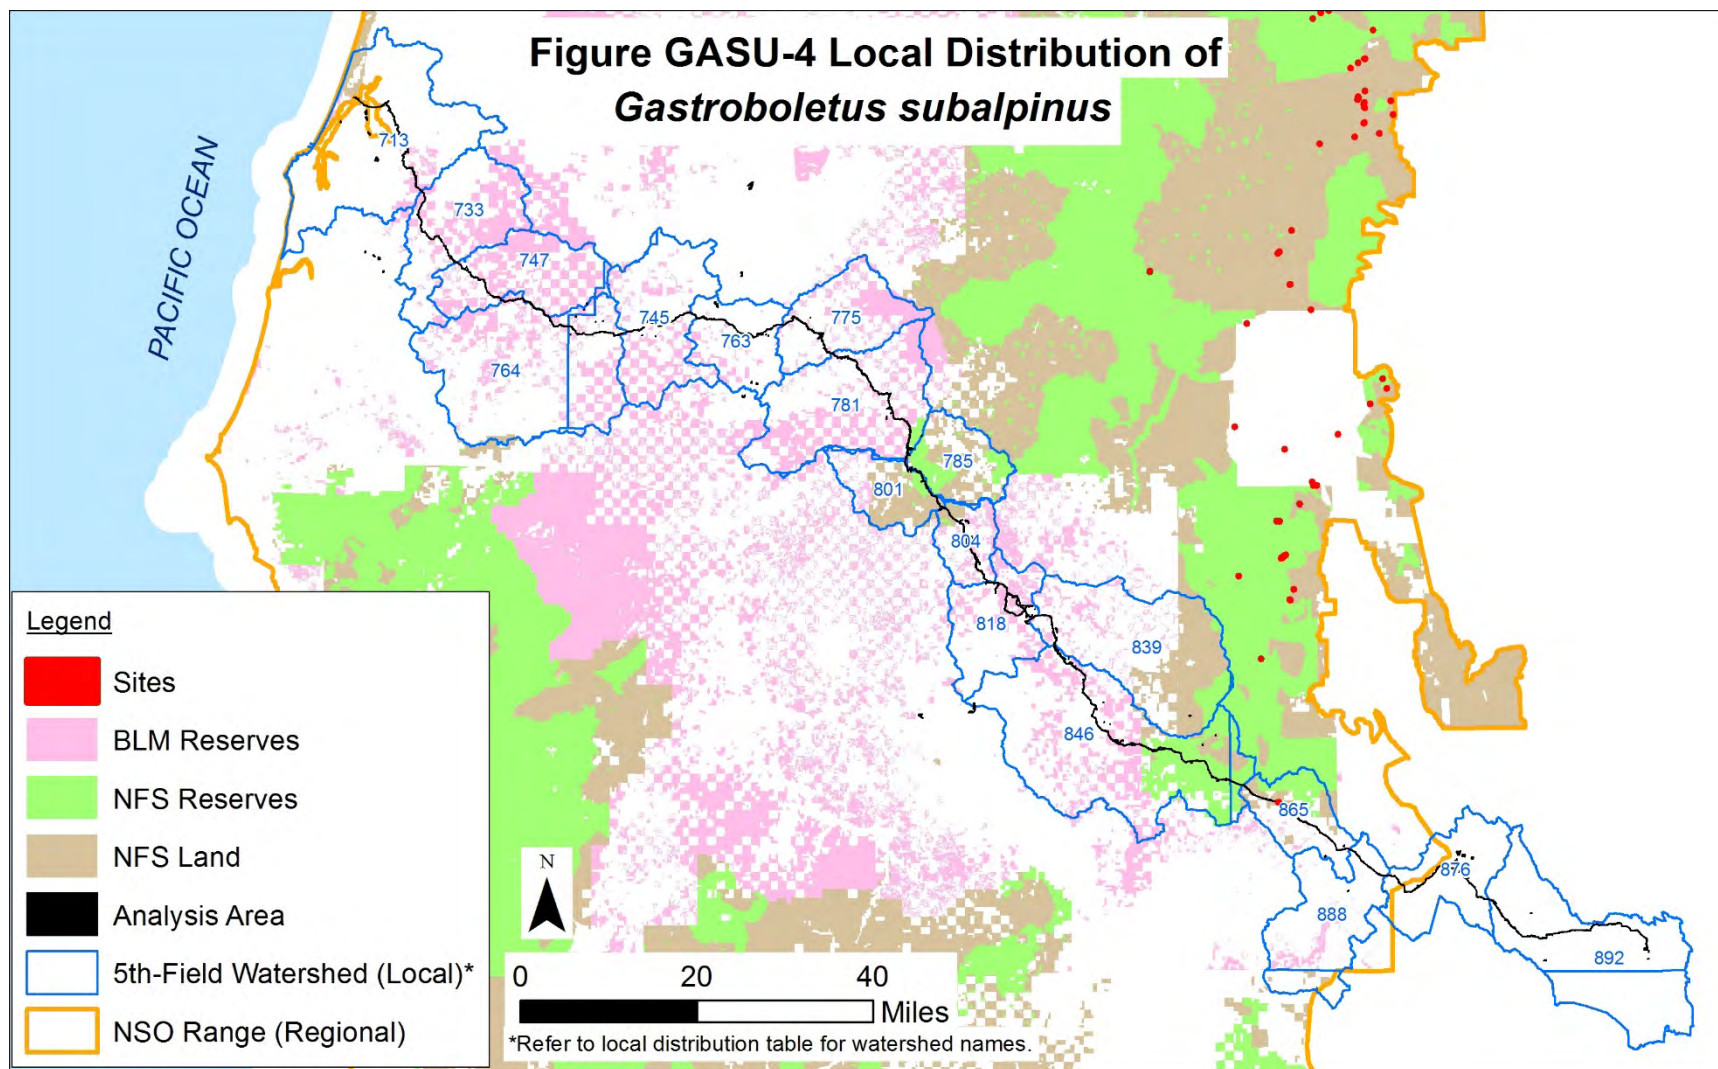 Figure GASU-4 Local Distribution of
Gastroboletus subalpinus
PACIFIC OCEAN
713
733
747
745
775
763
764
781
785
801
804
818
839
846
865
876
888
892
Legend
Sites
BLM Reserves
NFS Reserves
NFS Land
Analysis Area
5th-Field Watershed (Local)*
NSO Range (Regional)
N
0 20 40
Miles
*Refer to local distribution table for watershed names.